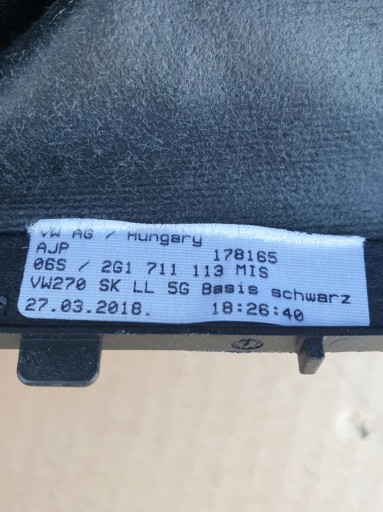 VW AG / Hungary
AJP 178165
06S / 2G1 711 113 MIS
VW270 SK LL 5G Basis schwarz
27.03.2018. 18:26:40